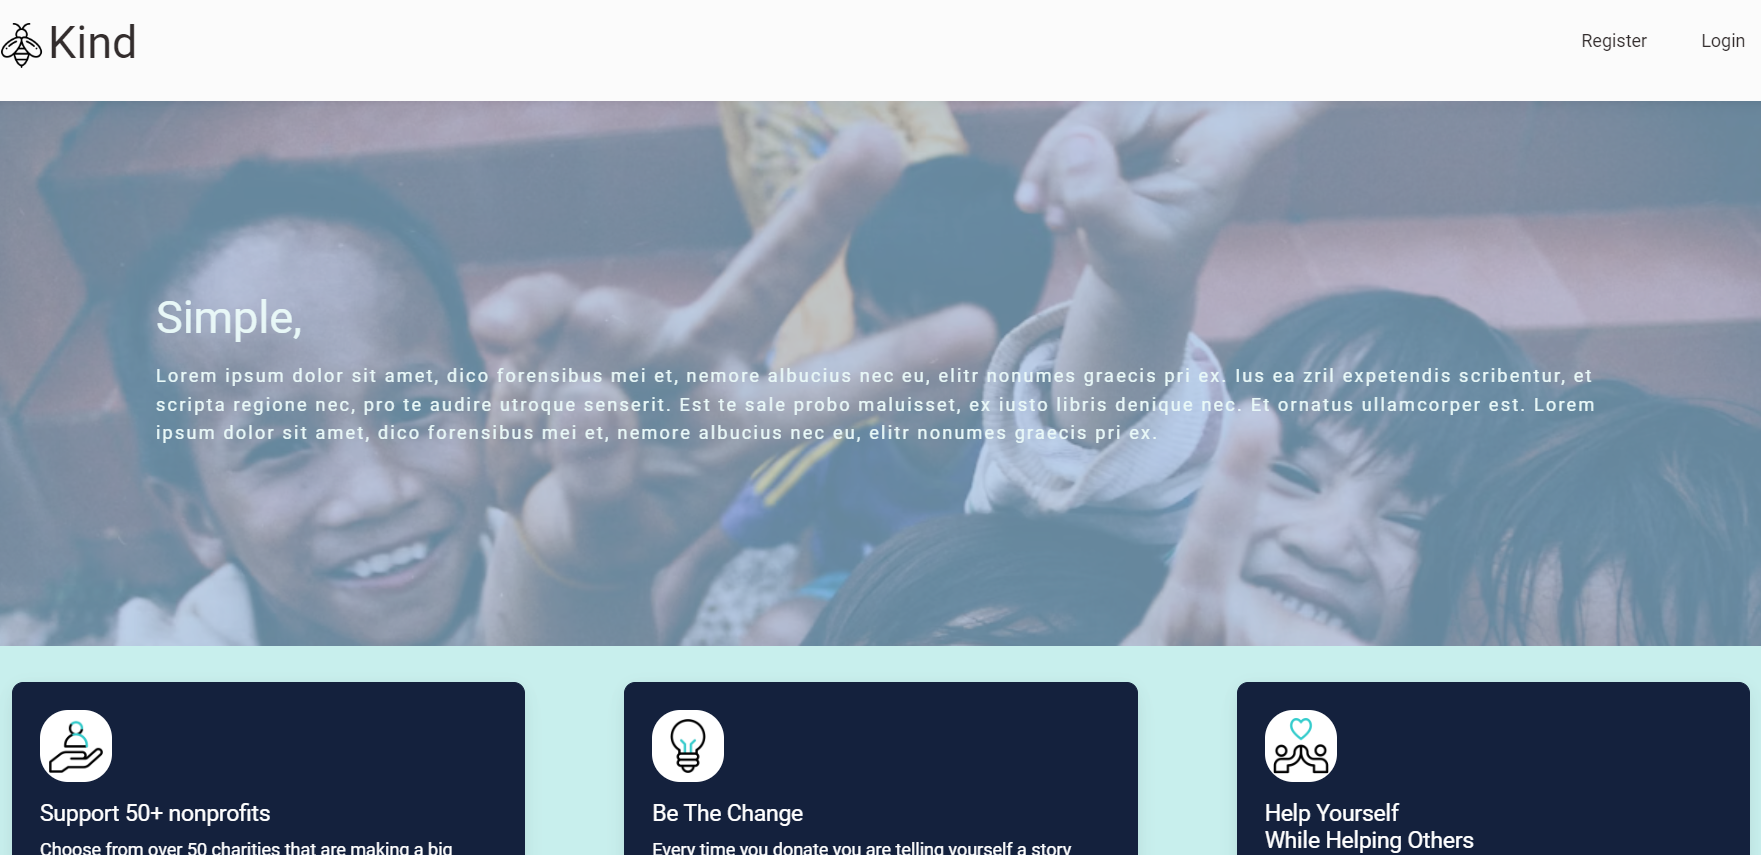 Kind
Register
Login
Simple,
Lorem ipsum dolor sit amet, dico forensibus mei et, nemore albucius nec eu, elitr nonumes graecis pri ex. Ius ea zril expetendis scribentur, et
scripta regione nec, pro te audire utroque senserit. Est te sale probo maluisset, ex iusto libris denique nec. Et ornatus ullamcorper est. Lorem
ipsum dolor sit amet, dico forensibus mei et, nemore albucius nec eu, elitr nonumes graecis pri ex.
Support 50+ nonprofits
Choose from over 50 charities that are making a big
Be The Change
Every time you donate you are telling yourself a story
Help Yourself
While Helping Others